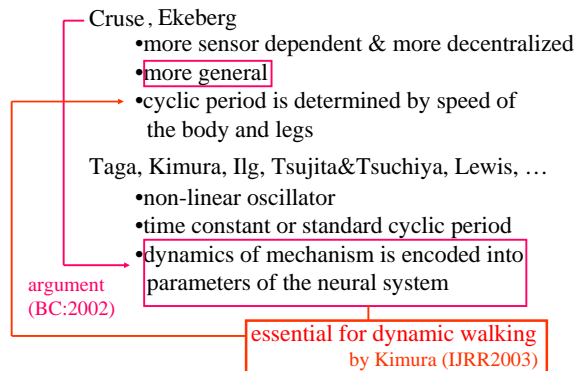 Cruse, Ekeberg
•more sensor dependent & more decentralized
•more general
•cyclic period is determined by speed of
the body and legs
Taga, Kimura, Ilg, Tsujita&Tsuchiya, Lewis, …
•non-linear oscillator
•time constant or standard cyclic period
•dynamics of mechanism is encoded into
parameters of the neural system
argument
(BC:2002)
essential for dynamic walking
by Kimura (IJRR2003)